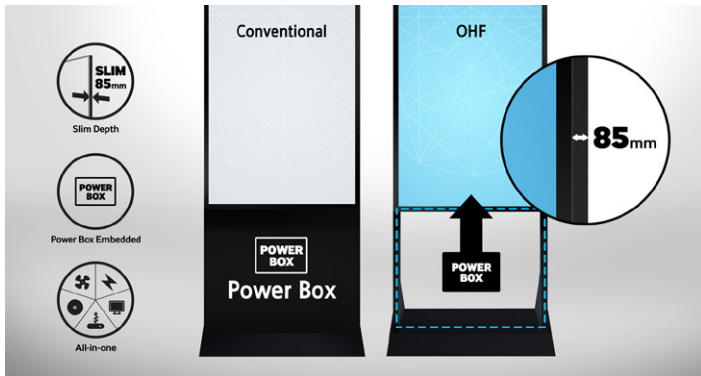 SLIM
85mm
Slim Depth
POWER
BOX
Power Box Embedded
All-in-one
Conventional
POWER
BOX
Power Box
OHF
85mm
POWER
BOX